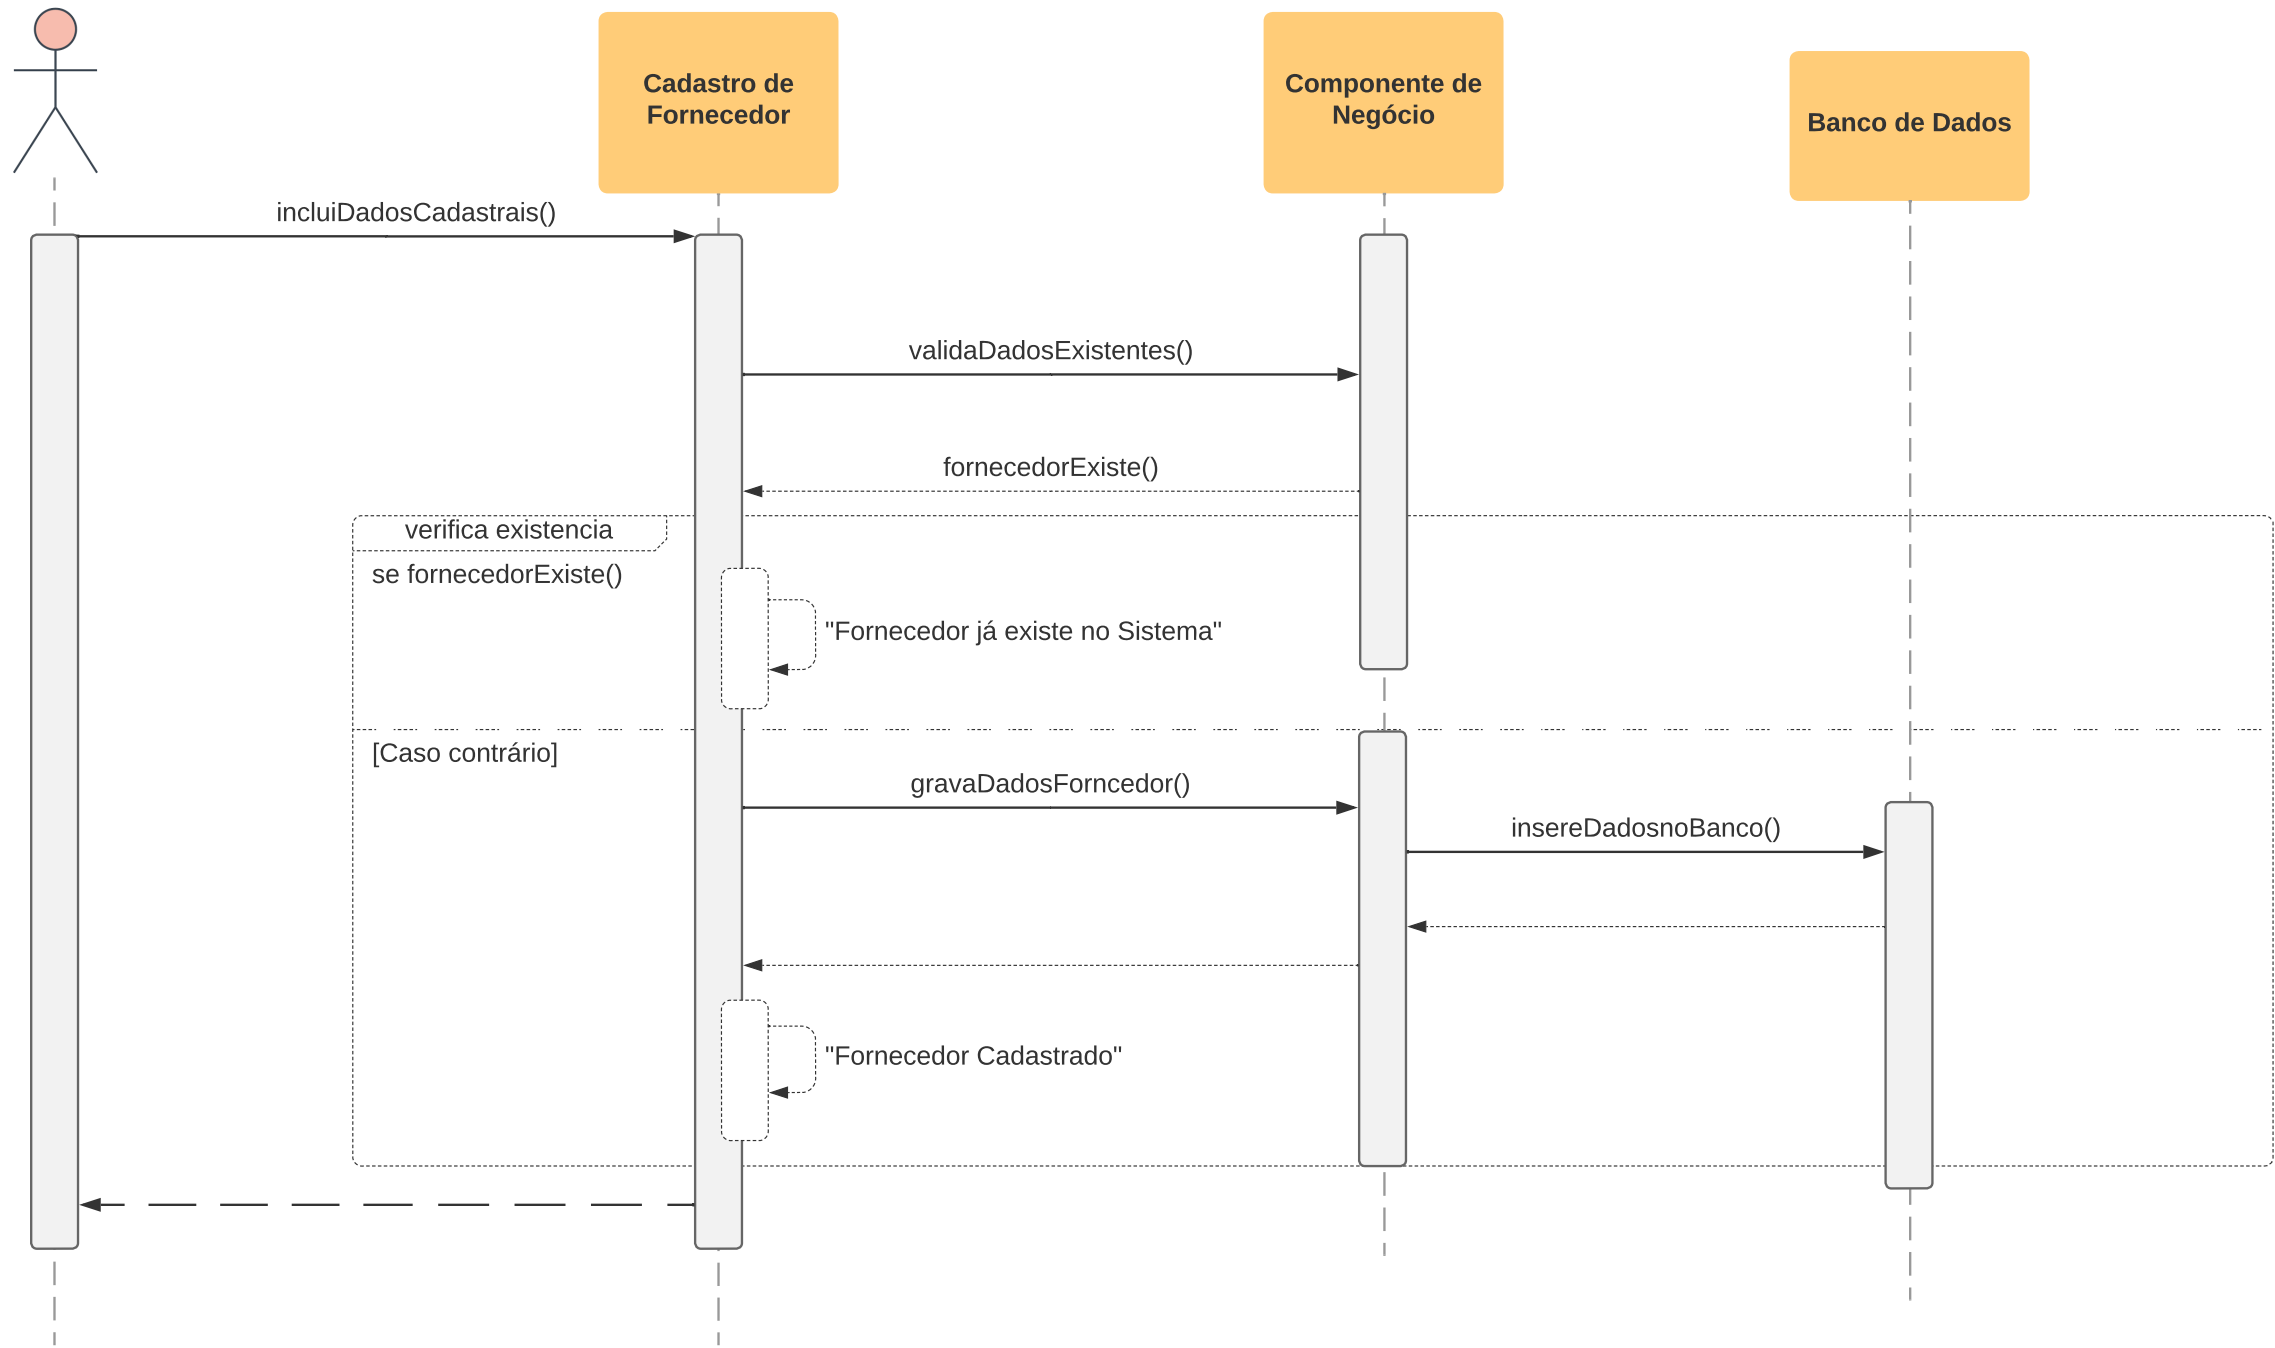 Cadastro de
Fornecedor
Componente de
Negócio
Banco de Dados
incluiDadosCadastrais()
validaDadosExistentes()
fornecedorExiste()
verifica existencia
se fornecedorExiste()
"Fornecedor já existe no Sistema"
[Caso contrário]
gravaDadosForncedor()
insereDadosnoBanco()
"Fornecedor Cadastrado"